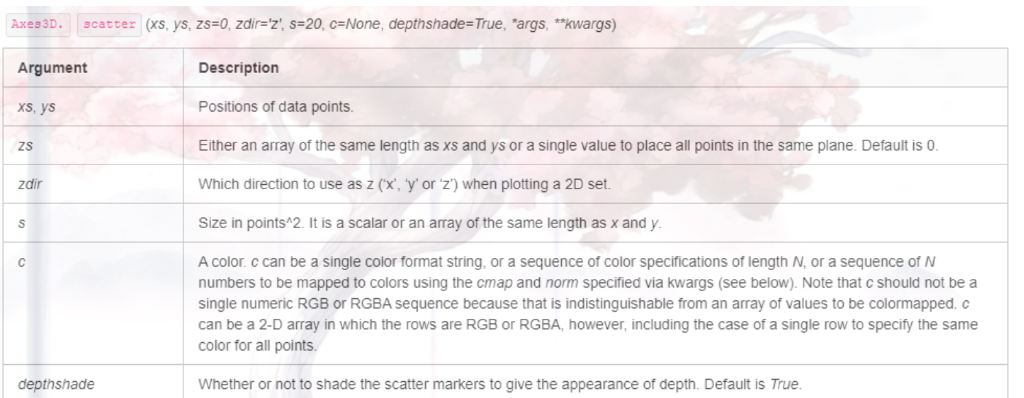 Axes3D. scatter (xs, ys, zs=0, zdir='z', s=20, c=None, depthshade=True, *args, **kwargs)
Argument Description
xs, ys Positions of data points.
zs Either an array of the same length as xs and ys or a single value to place all points in the same plane. Default is 0.
zdir Which direction to use as z (‘x’, ‘y’ or ‘z’) when plotting a 2D set.
s Size in points^2. It is a scalar or an array of the same length as x and y.
c A color. c can be a single color format string, or a sequence of color specifications of length N, or a sequence of N
numbers to be mapped to colors using the cmap and norm specified via kwargs (see below). Note that c should not be a
single numeric RGB or RGBA sequence because that is indistinguishable from an array of values to be colormapped. c
can be a 2-D array in which the rows are RGB or RGBA, however, including the case of a single row to specify the same
color for all points.
depthshade Whether or not to shade the scatter markers to give the appearance of depth. Default is True.